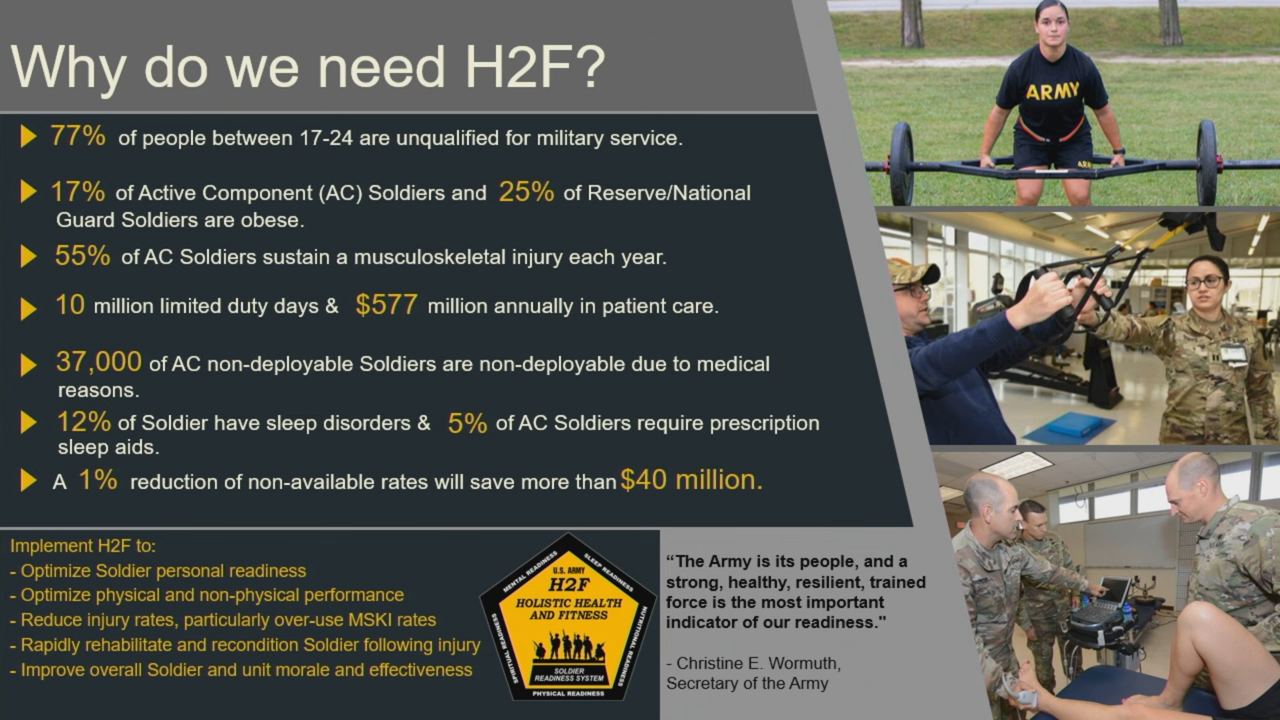 Why do we need H2F?
77% of people between 17-24 are unqualified for military service.
17% of Active Component (AC) Soldiers and 25% of Reserve/National
Guard Soldiers are obese.
55% of AC Soldiers sustain a musculoskeletal injury each year.
10 million limited duty days & $577 million annually in patient care.
37,000 of AC non-deployable Soldiers are non-deployable due to medical
reasons.
12% of Soldier have sleep disorders & 5% of AC Soldiers require prescription
sleep aids.
A 1% reduction of non-available rates will save more than $40 million.
Implement H2F to:
- Optimize Soldier personal readiness
- Optimize physical and non-physical performance
- Reduce injury rates, particularly over-use MSKI rates
- Rapidly rehabilitate and recondition Soldier following injury
- Improve overall Soldier and unit morale and effectiveness
MENTAL READINESS
SLEEP READINESS
U.S. ARMY
H2F
HOLISTIC HEALTH
AND FITNESS
SPIRITUAL READINESS
NUTRITIONAL READINESS
SOLDIER
READINESS SYSTEM
PHYSICAL READINESS
“The Army is its people, and a
strong, healthy, resilient, trained
force is the most important
indicator of our readiness."
- Christine E. Wormuth,
Secretary of the Army
ARMY